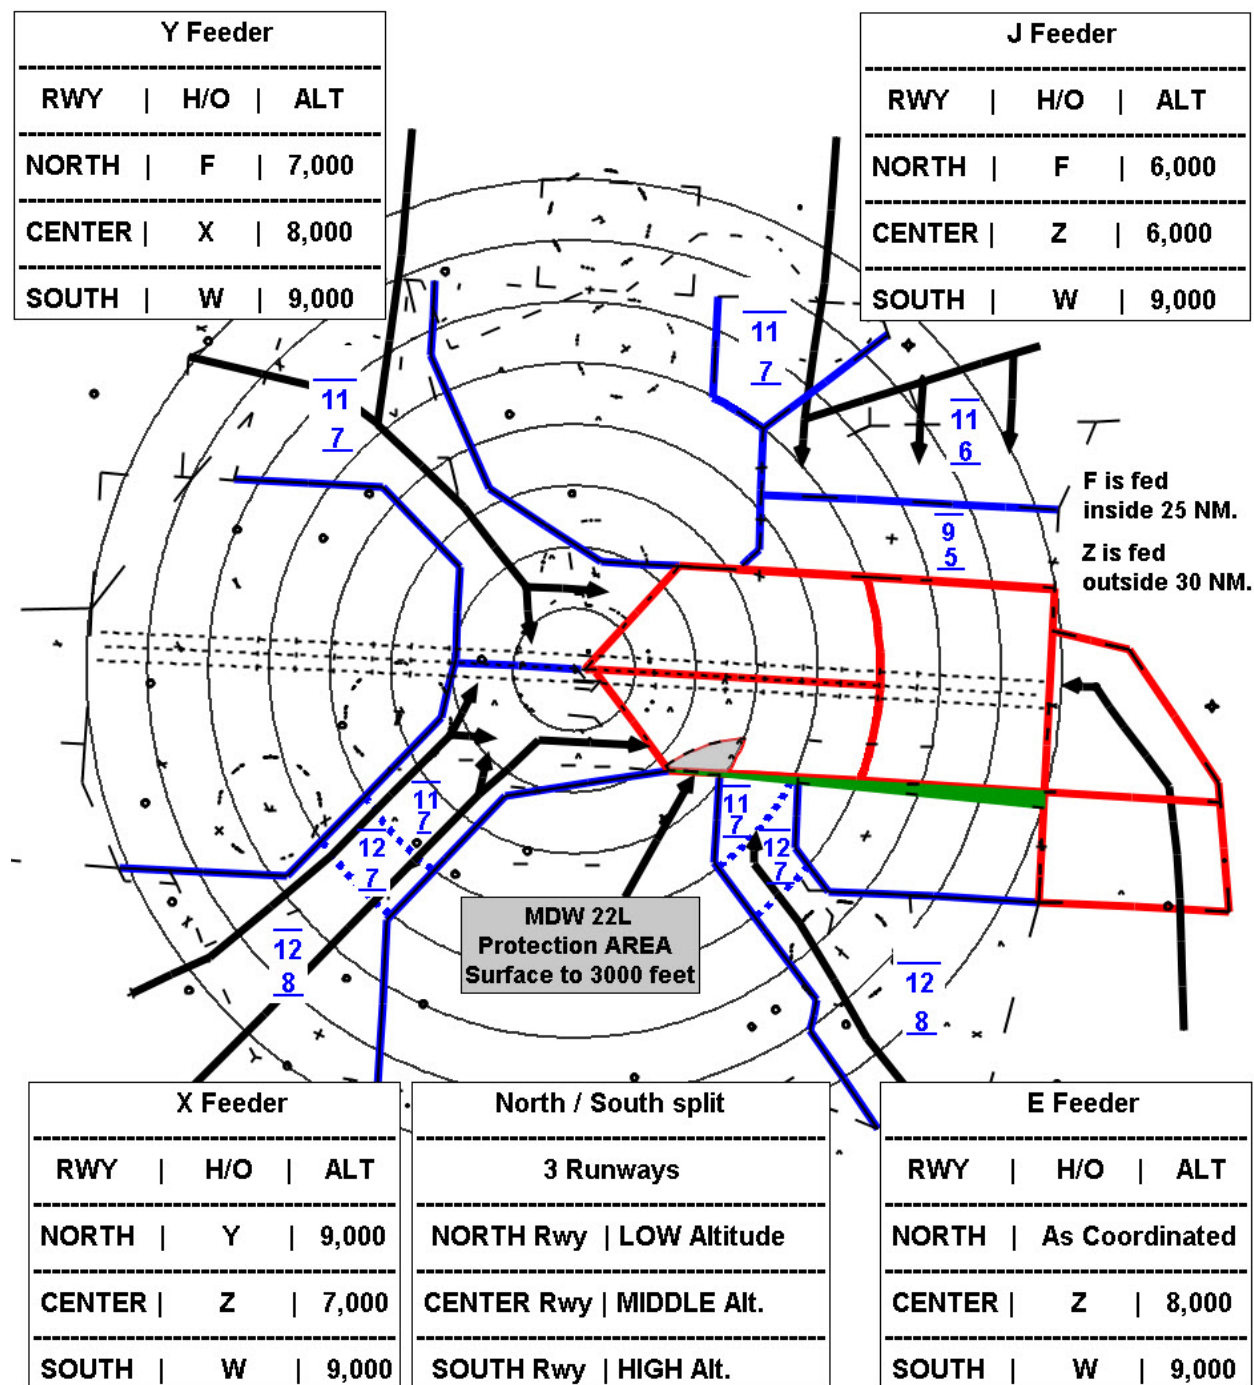 Y Feeder
RWY | H/O | ALT
NORTH | F | 7,000
CENTER | X | 8,000
SOUTH | W | 9,000
J Feeder
RWY | H/O | ALT
NORTH | F | 6,000
CENTER | Z | 6,000
SOUTH | W | 9,000
11
7
11
7
11
6
F is fed
inside 25 NM.
9
5
Z is fed
outside 30 NM.
11
7
12
7
12
8
11
7
12
7
12
8
MDW 22L
Protection AREA
Surface to 3000 feet
X Feeder
RWY | H/O | ALT
NORTH | Y | 9,000
CENTER | Z | 7,000
SOUTH | W | 9,000
North / South split
3 Runways
NORTH Rwy | LOW Altitude
CENTER Rwy | MIDDLE Alt.
SOUTH Rwy | HIGH Alt.
E Feeder
RWY | H/O | ALT
NORTH | As Coordinated
CENTER | Z | 8,000
SOUTH | W | 9,000